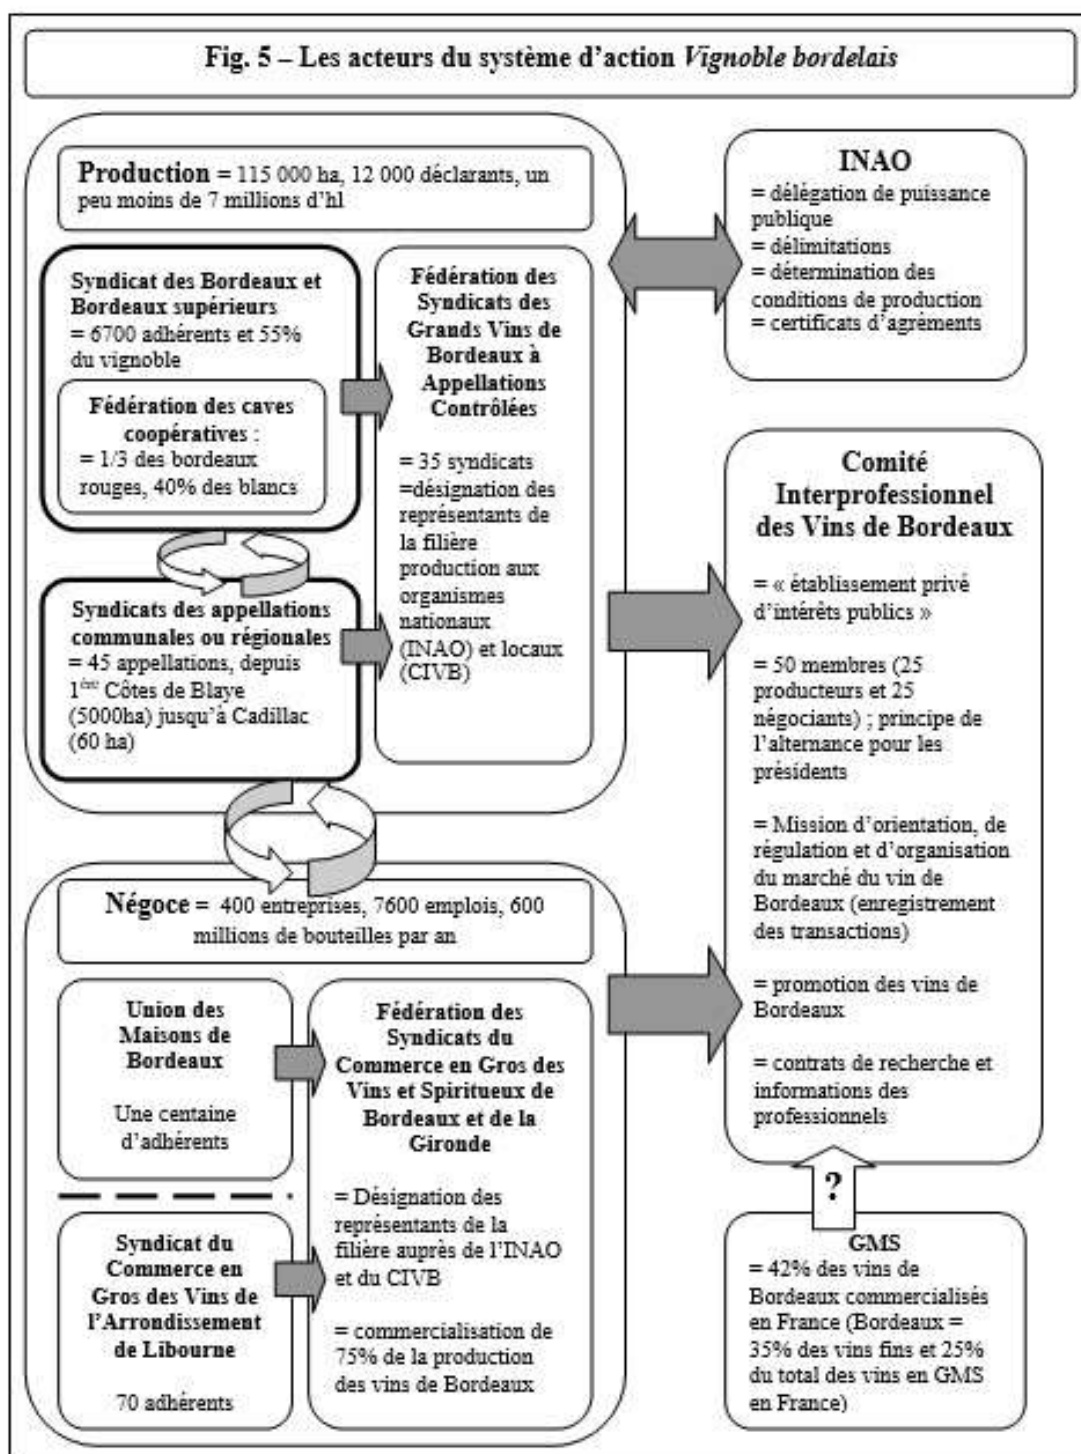 Fig. 5 – Les acteurs du système d’action Vignoble bordelais
Production = 115 000 ha, 12 000 déclarants, un
peu moins de 7 millions d’hl
Syndicat des Bordeaux et
Bordeaux supérieurs
= 6700 adhérents et 55%
du vignoble
Fédération des caves
coopératives :
= 1/3 des bordeaux
rouges, 40% des blancs
Syndicats des appellations
communales ou régionales
= 45 appellations, depuis
1ère Côtes de Blaye
(5000ha) jusqu’à Cadillac
(60 ha)
Fédération des
Syndicats des
Grands Vins de
Bordeaux à
Appellations
Contrôlées
= 35 syndicats
=désignation des
représentants de
la filière
production aux
organismes
nationaux
(INAO) et locaux
(CIVB)
INAO
= délégation de puissance
publique
= délimitations
= détermination des
conditions de production
= certificats d’agréments
Comité
Interprofessionnel
des Vins de Bordeaux
= « établissement privé
d’intérêts publics »
= 50 membres (25
producteurs et 25
négociants) ; principe de
l’alternance pour les
présidents
= Mission d’orientation, de
régulation et d’organisation
du marché du vin de
Bordeaux (enregistrement
des transactions)
= promotion des vins de
Bordeaux
= contrats de recherche et
informations des
professionnels
Négoce = 400 entreprises, 7600 emplois, 600
millions de bouteilles par an
Union des
Maisons de
Bordeaux
Une centaine
d’adhérents
Syndicat du
Commerce en
Gros des Vins de
l’Arrondissement
de Libourne
70 adhérents
Fédération des
Syndicats du
Commerce en Gros des
Vins et Spiritueux de
Bordeaux et de la
Gironde
= Désignation des
représentants de la
filière auprès de l’INAO
et du CIVB
= commercialisation de
75% de la production
des vins de Bordeaux
?
GMS
= 42% des vins de
Bordeaux commercialisés
en France (Bordeaux =
35% des vins fins et 25%
du total des vins en GMS
en France)